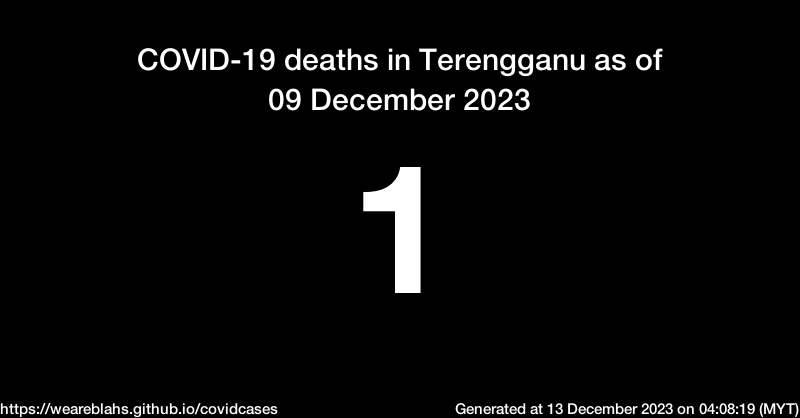 COVID-19 deaths in Terengganu as of
09 December 2023
1
https://weareblahs.github.io/covidcases
Generated at 13 December 2023 on 04:08:19 (MYT)